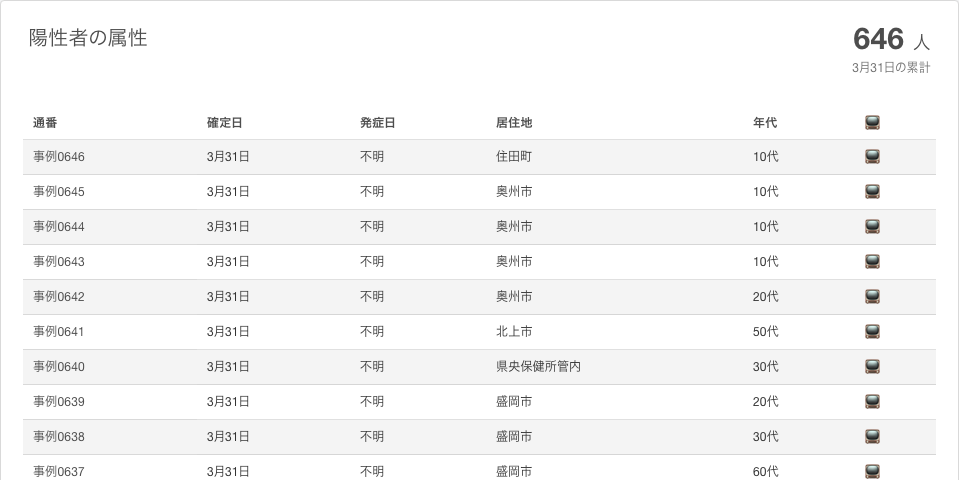 陽性者の属性
646 人
3月31日の累計
通番 確定日 発症日 居住地 年代
事例0646 3月31日 不明 住田町 10代
事例0645 3月31日 不明 奥州市 10代
事例0644 3月31日 不明 奥州市 10代
事例0643 3月31日 不明 奥州市 10代
事例0642 3月31日 不明 奥州市 20代
事例0641 3月31日 不明 北上市 50代
事例0640 3月31日 不明 県央保健所管内 30代
事例0639 3月31日 不明 盛岡市 20代
事例0638 3月31日 不明 盛岡市 30代
事例0637 3月31日 不明 盛岡市 60代